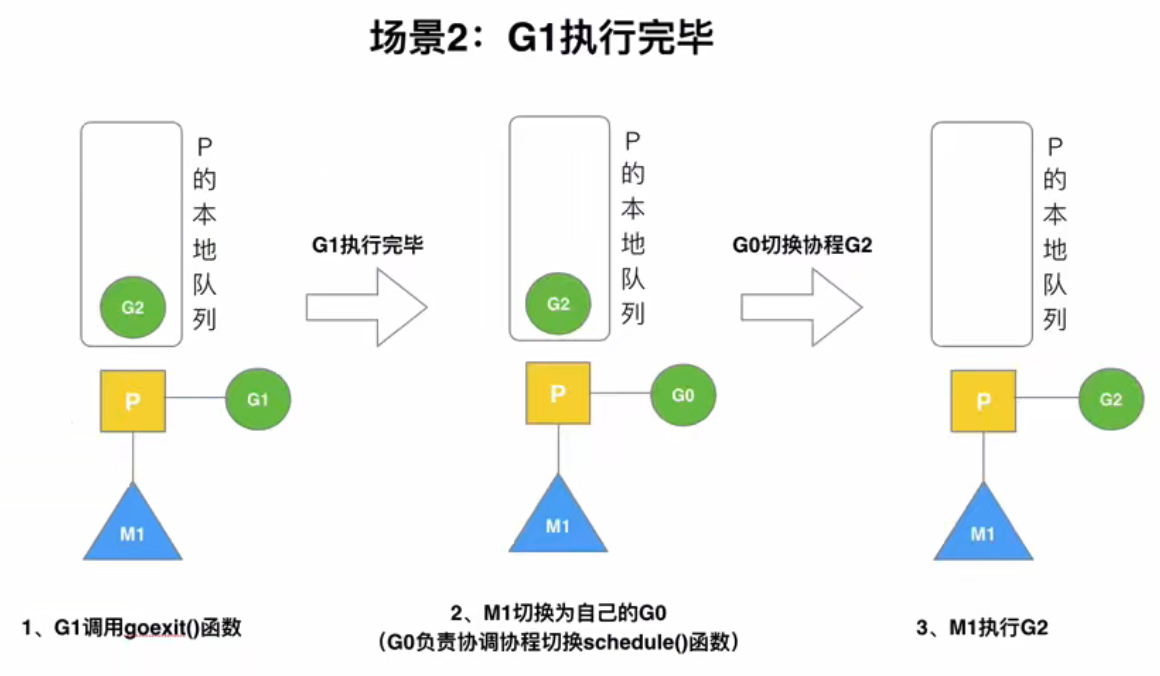 场景2：G1执行完毕
P的本地队列
G2
P
G1
M1
1、G1调用goexit()函数
G1执行完毕
P的本地队列
G2
P
G0
M1
2、M1切换为自己的G0
（G0负责协调协程切换schedule()函数）
G0切换协程G2
P的本地队列
P
G2
M1
3、M1执行G2